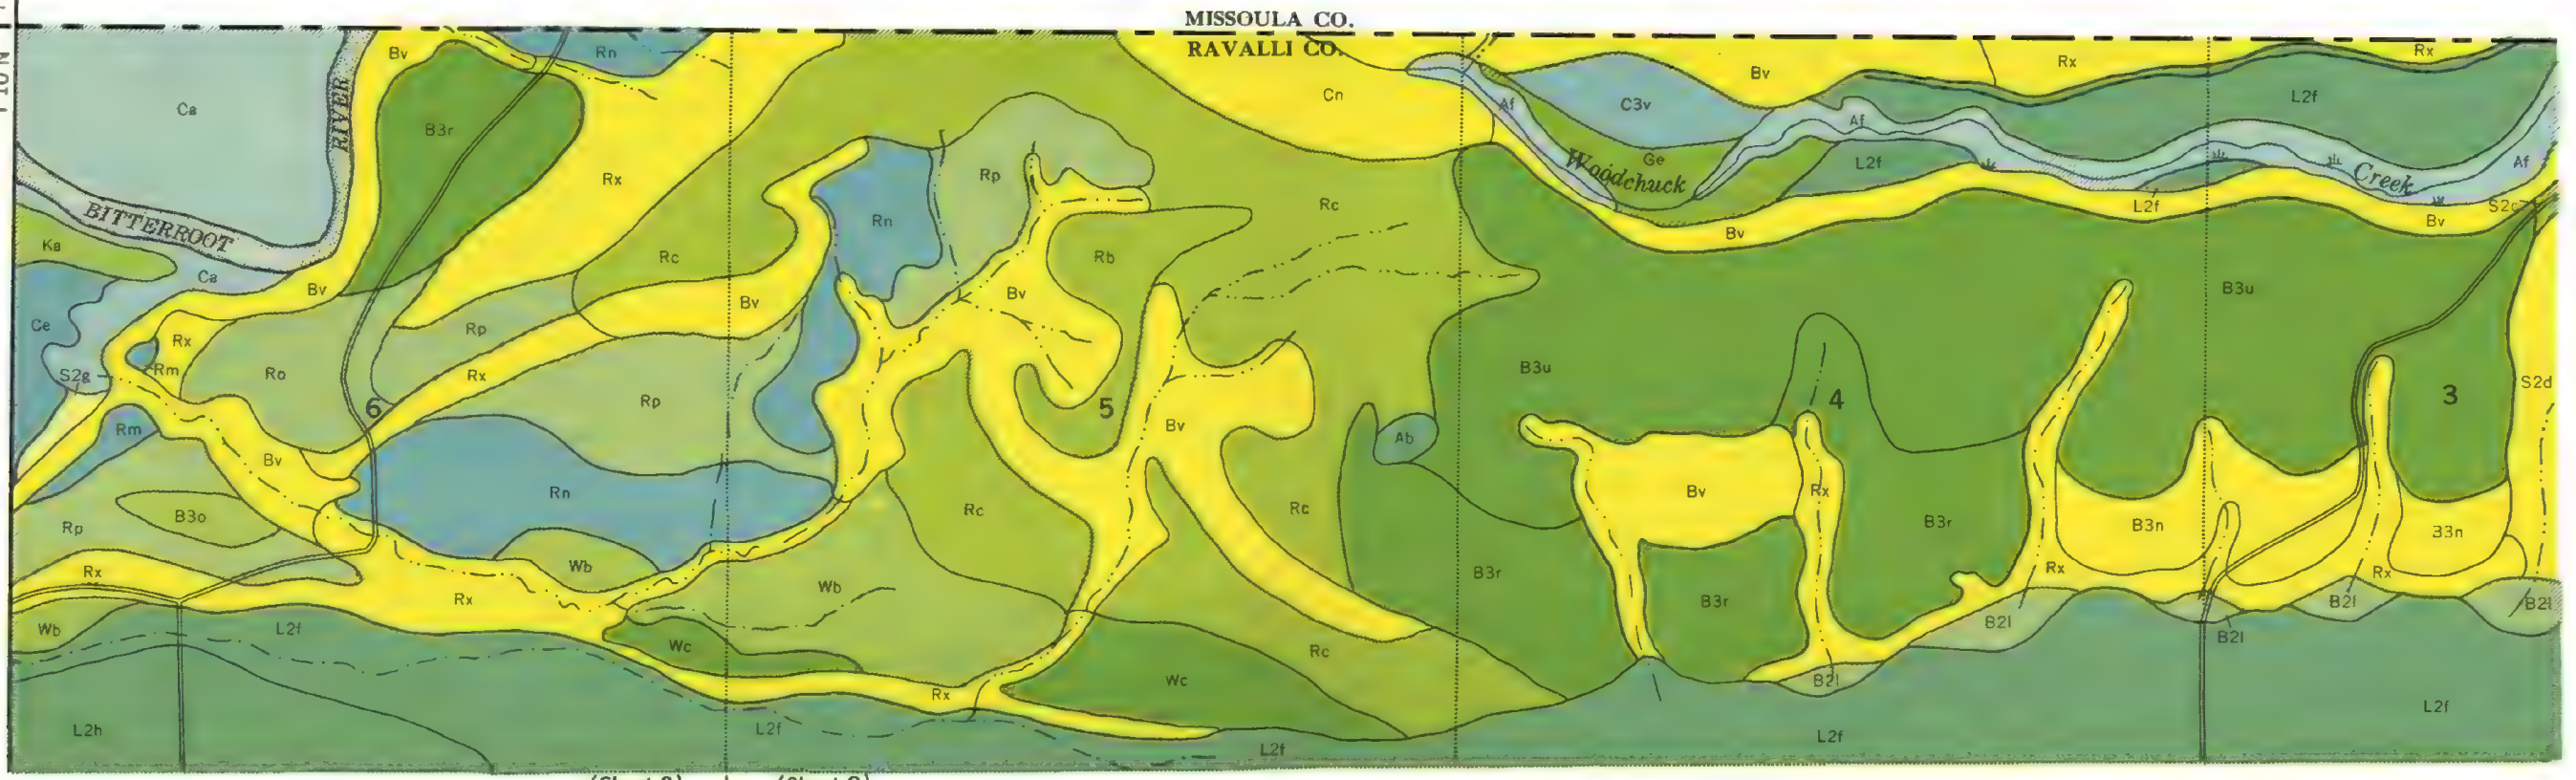 MISSOULA CO.
RAVALLI CO.
Bv
Rn
Rx
Rx
Bv
Cn
Ca
RIVER
B3r
Af
C3v
Af
L2f
Rx
Rp
Ge
L2f
Af
Woodchuck
Creek
BITTERROOT
Rn
Rc
L2f
S2c
Bv
Bv
Ka
Ca
Rc
Rb
Bv
Bv
Bv
B3u
Ce
Rp
Rx
S2g
Rm
Ro
Rx
B3u
S2d
6
Rp
5
4
3
Rm
Bv
Ab
Bv
Rn
Bv
Rx
Rp
B3o
Rc
Rc
B3r
B3n
B3n
Rx
Wb
Wb
B3r
Rx
Rx
Rx
B3r
B2l
B2l
B2l
B2l
Wb
L2f
Wc
Rc
Rx
Wc
B2l
L2h
L2f
L2f
L2f
L2f